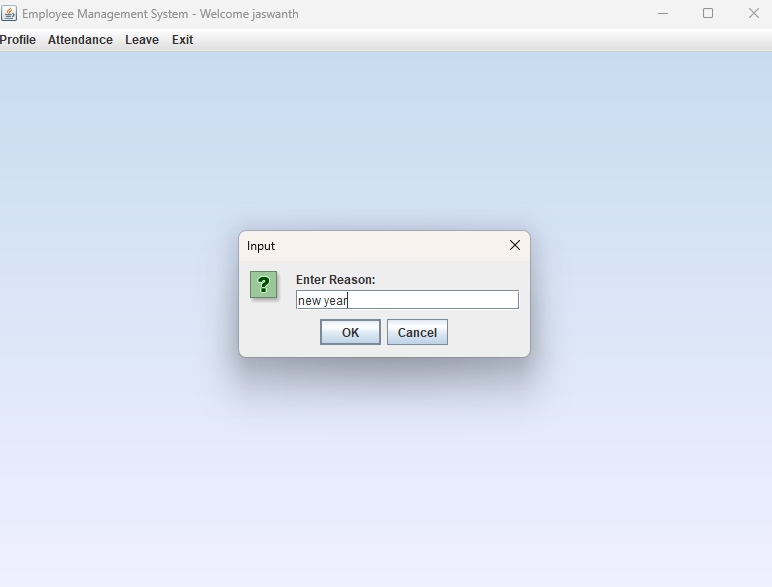 Employee Management System - Welcome jaswanth
Profile Attendance Leave Exit
Input
?
Enter Reason:
new year
OK Cancel